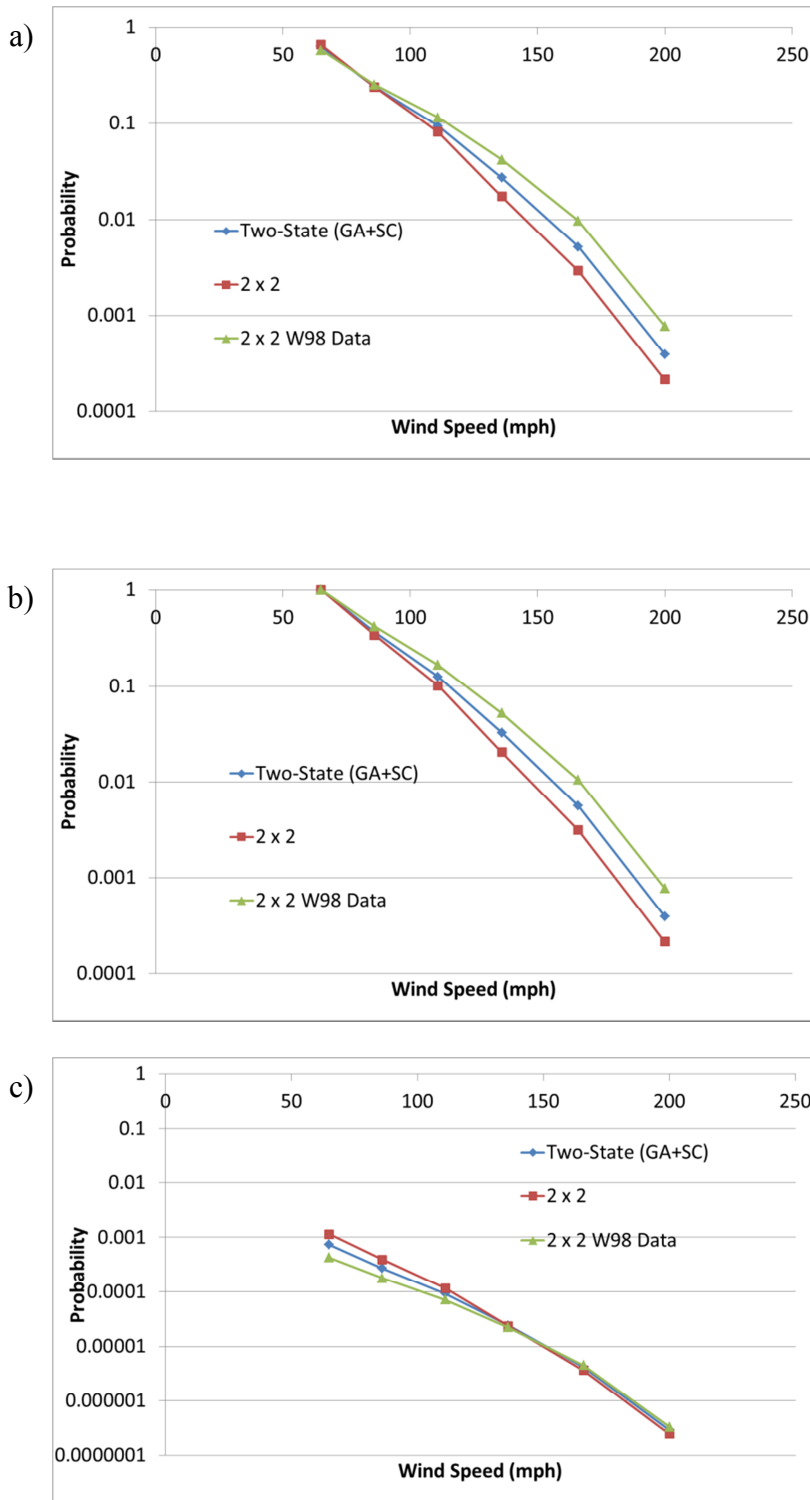 a)
1
0 50 100 150 200 250
0.1
0.01
0.001
0.0001
Probability
Two-State (GA+SC)
2 x 2
2 x 2 W98 Data
Wind Speed (mph)
b)
1
0 50 100 150 200 250
0.1
0.01
0.001
0.0001
Probability
Two-State (GA+SC)
2 x 2
2 x 2 W98 Data
Wind Speed (mph)
c)
1
0 50 100 150 200 250
0.1
0.01
0.001
0.0001
0.00001
0.000001
0.0000001
Probability
Two-State (GA+SC)
2 x 2
2 x 2 W98 Data
Wind Speed (mph)